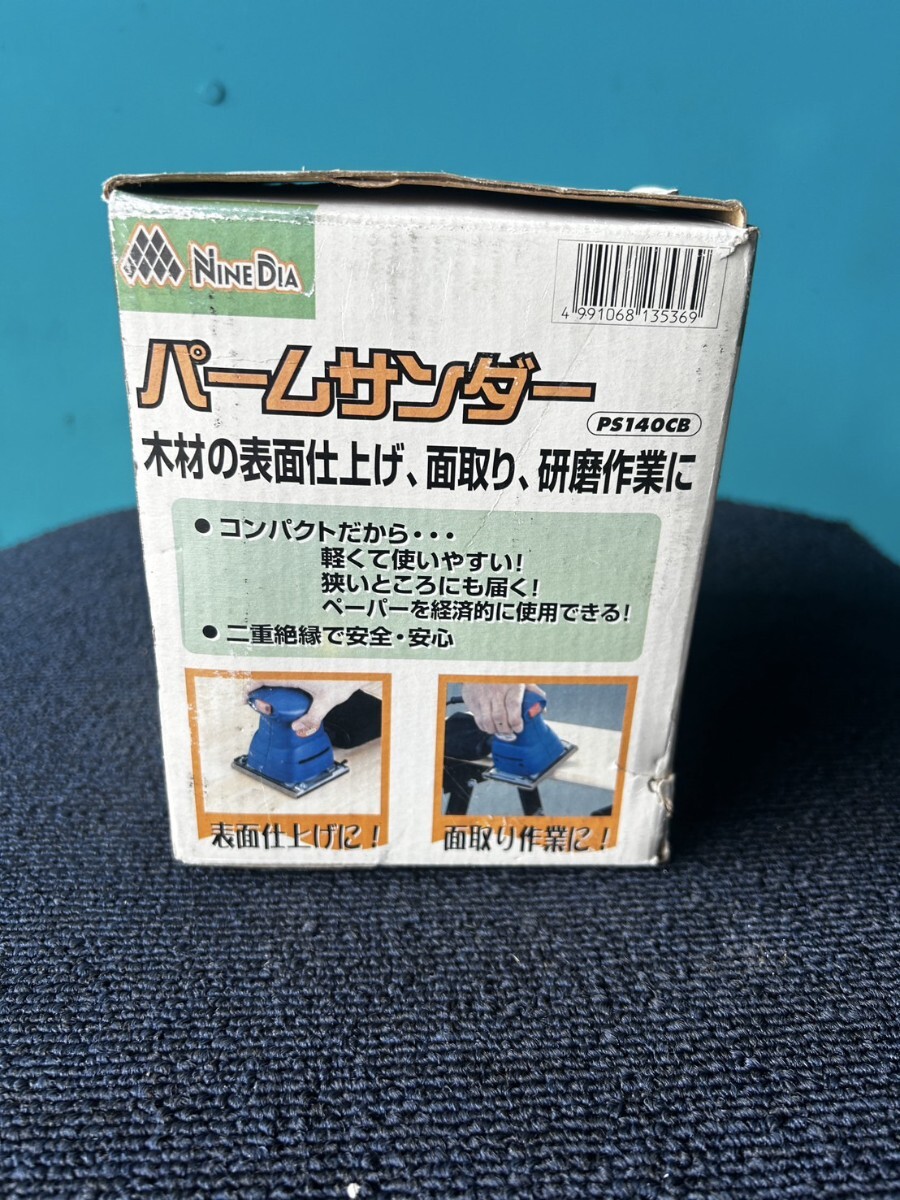 NINEDIA
4 991068 135369
パームサンダー
PS140CB
木材の表面仕上げ、面取り、研磨作業に
● コンパクトだから・・・
軽くて使いやすい!
狭いところにも届く!
ペーパーを経済的に使用できる!
● 二重絶縁で安全・安心
表面仕上げに!
面取り作業に!